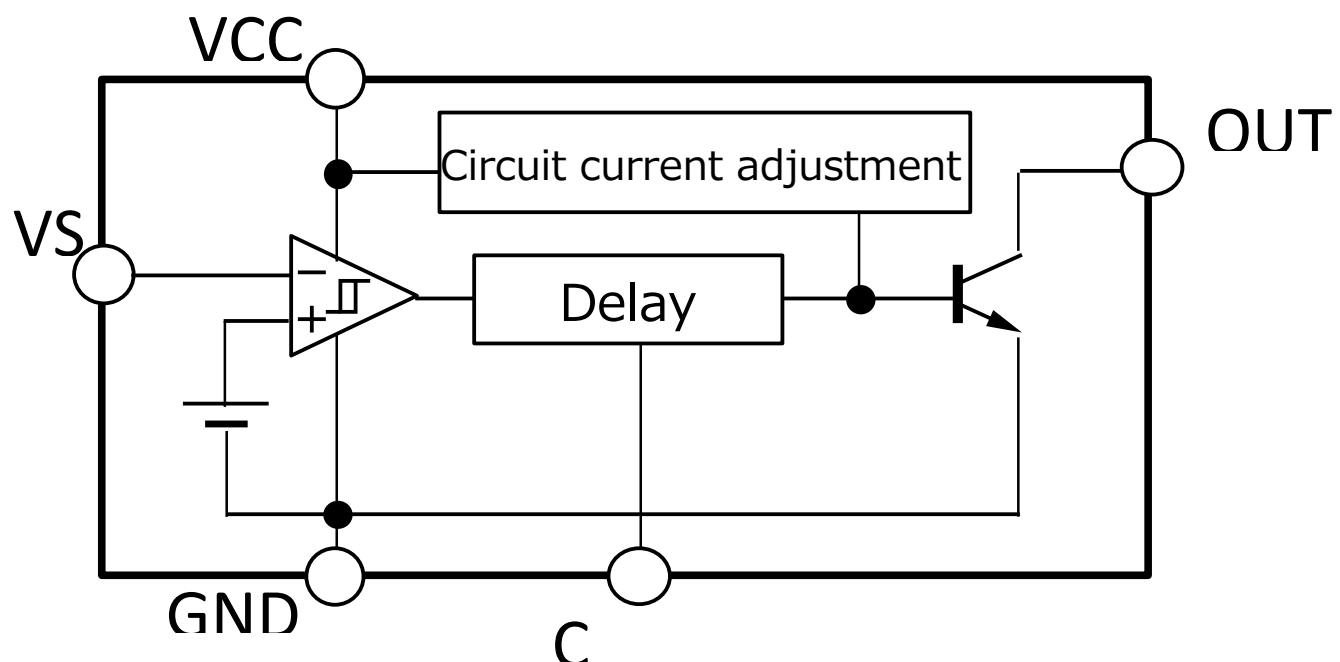 VCC
OUT
Circuit current adjustment
VS
−
+
Delay
GND
C